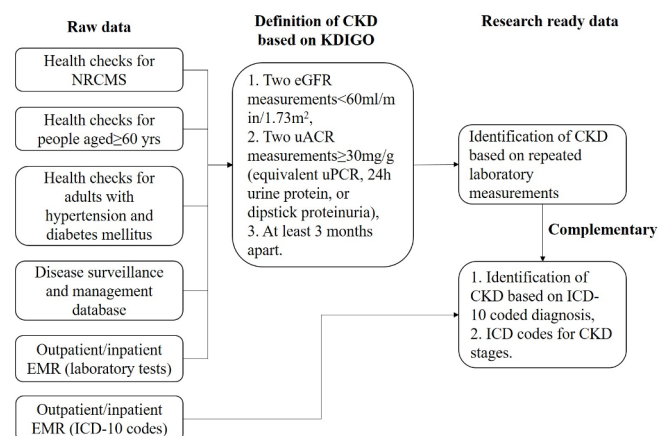 Raw data
Definition of CKD
based on KDIGO
Research ready data
Health checks for
NRCMS
Health checks for
people aged≥60 yrs
Health checks for
adults with
hypertension and
diabetes mellitus
Disease surveillance
and management
database
Outpatient/inpatient
EMR (laboratory tests)
Outpatient/inpatient
EMR (ICD-10 codes)
1. Two eGFR
measurements<60ml/m
in/1.73m²,
2. Two uACR
measurements≥30mg/g
(equivalent uPCR, 24h
urine protein, or
dipstick proteinuria),
3. At least 3 months
apart.
Identification of CKD
based on repeated
laboratory
measurements
Complementary
1. Identification of
CKD based on ICD-
10 coded diagnosis,
2. ICD codes for CKD
stages.